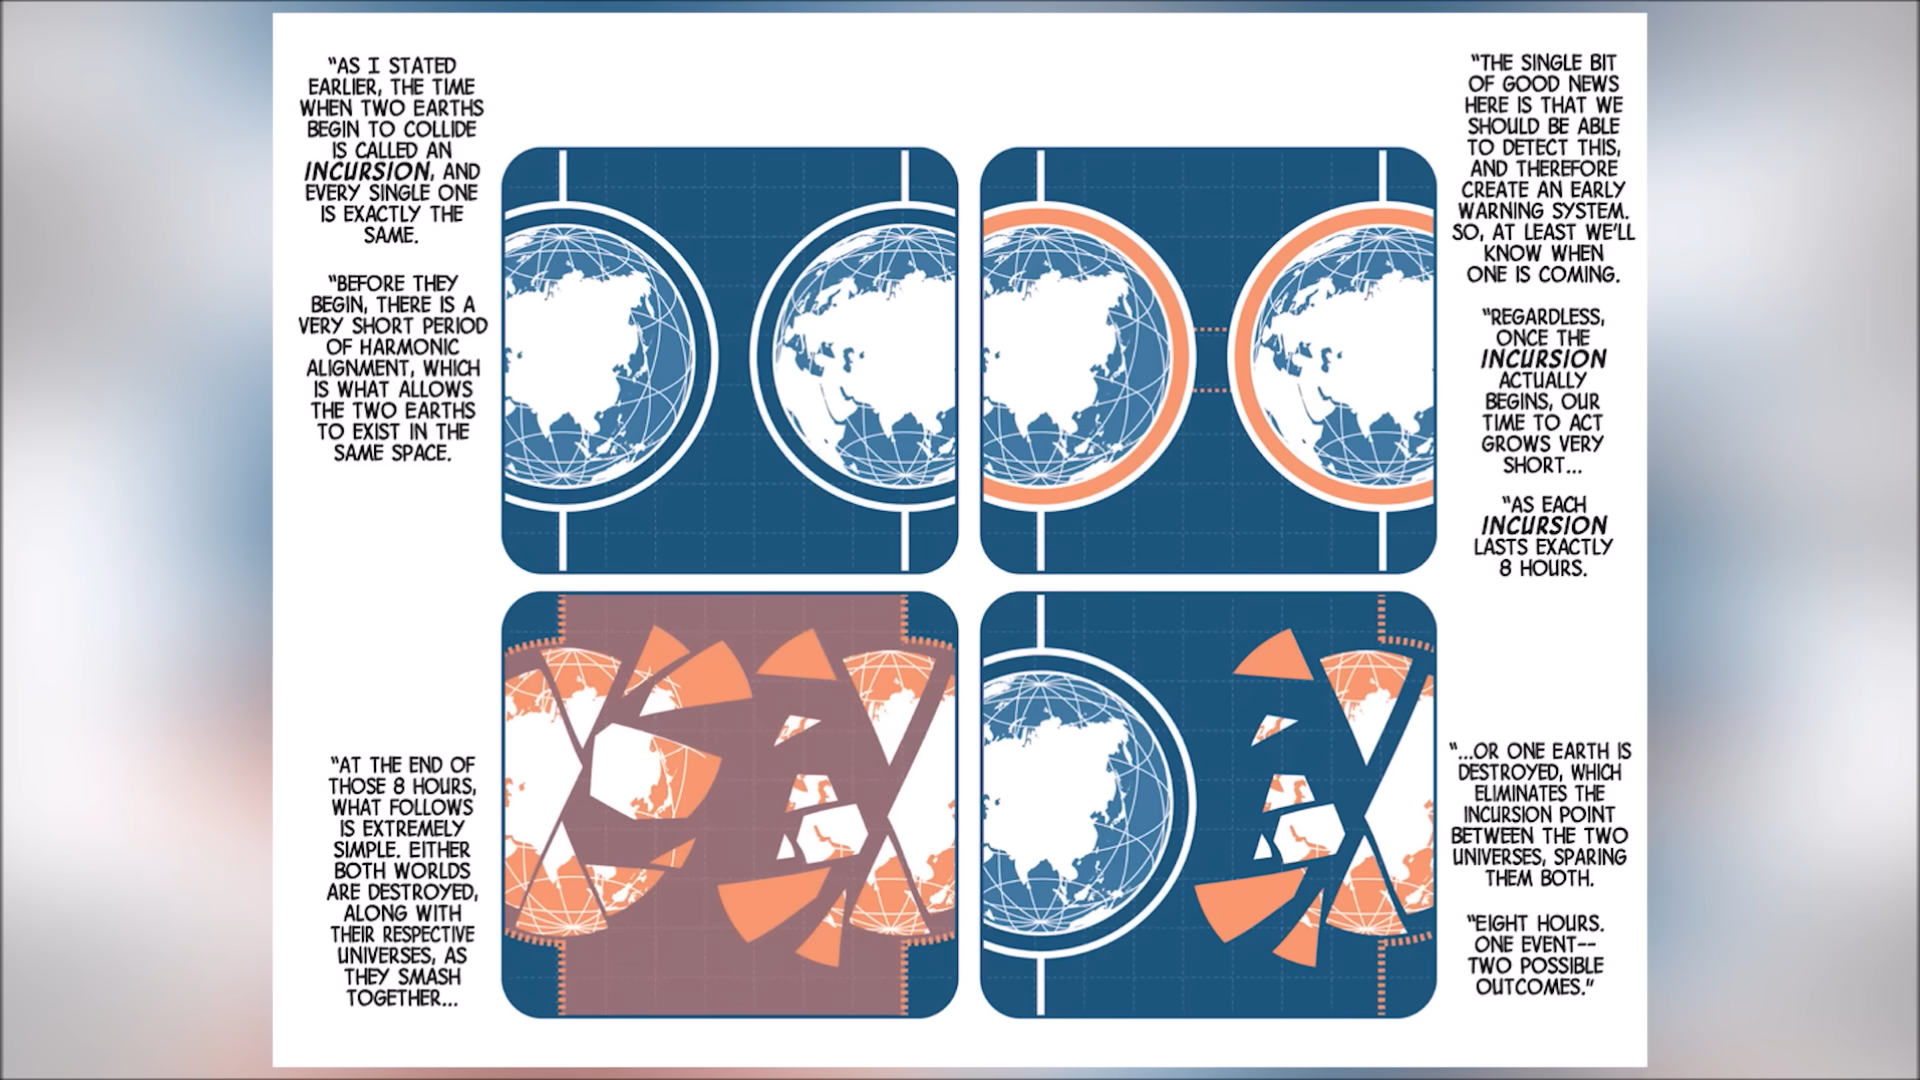 "AS I STATED
EARLIER, THE TIME
WHEN TWO EARTHS
BEGIN TO COLLIDE
IS CALLED AN
INCURSION, AND
EVERY SINGLE ONE
IS EXACTLY THE
SAME.
"BEFORE THEY
BEGIN, THERE IS A
VERY SHORT PERIOD
OF HARMONIC
ALIGNMENT, WHICH
IS WHAT ALLOWS
THE TWO EARTHS
TO EXIST IN THE
SAME SPACE.
"THE SINGLE BIT
OF GOOD NEWS
HERE IS THAT WE
SHOULD BE ABLE
TO DETECT THIS,
AND THEREFORE
CREATE AN EARLY
WARNING SYSTEM.
SO, AT LEAST WE'LL
KNOW WHEN
ONE IS COMING.
"REGARDLESS,
ONCE THE
INCURSION
ACTUALLY
BEGINS, OUR
TIME TO ACT
GROWS VERY
SHORT...
"AS EACH
INCURSION
LASTS EXACTLY
8 HOURS.
"AT THE END OF
THOSE 8 HOURS,
WHAT FOLLOWS
IS EXTREMELY
SIMPLE. EITHER
BOTH WORLDS
ARE DESTROYED,
ALONG WITH
THEIR RESPECTIVE
UNIVERSES, AS
THEY SMASH
TOGETHER...
"...OR ONE EARTH IS
DESTROYED, WHICH
ELIMINATES THE
INCURSION POINT
BETWEEN THE TWO
UNIVERSES, SPARING
THEM BOTH.
"EIGHT HOURS.
ONE EVENT--
TWO POSSIBLE
OUTCOMES."